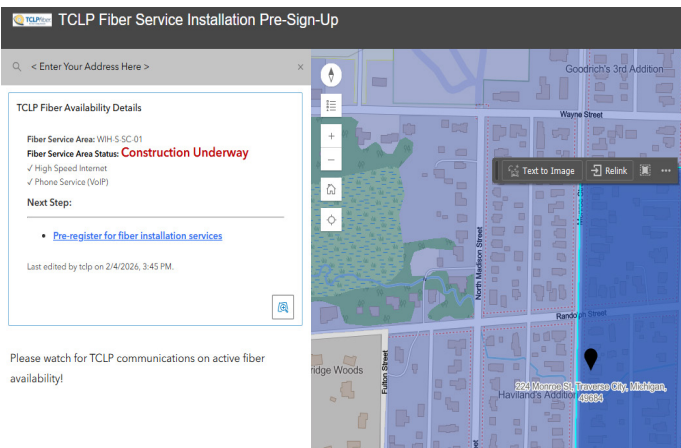 TCLPfiber TCLP Fiber Service Installation Pre-Sign-Up
< Enter Your Address Here >
TCLP Fiber Availability Details
Fiber Service Area: WIH-S-SC-01
Fiber Service Area Status: Construction Underway
✓ High Speed Internet
✓ Phone Service (VoIP)
Next Step:
• Pre-register for fiber installation services
Last edited by tclp on 2/4/2026, 3:45 PM.
Please watch for TCLP communications on active fiber
availability!
Goodrich's 3rd Addition
Wayne Street
Text to Image Relink
North Madison Street
Randolph Street
ridge Woods
Fulton Street
224 Monroe St, Traverse City, Michigan,
49684
Haviland's Addition